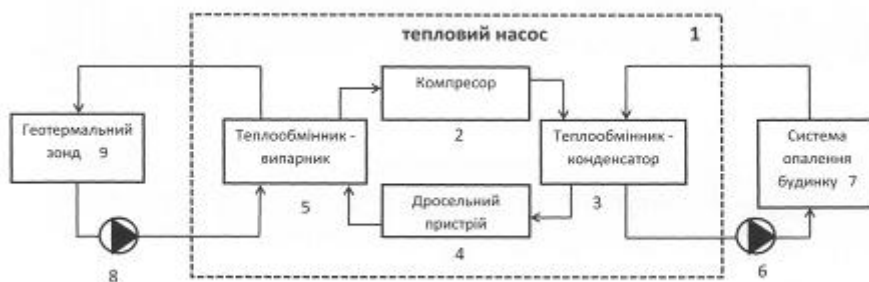 тепловий насос 1
Компресор
2
Геотермальний
зонд 9
Теплообмінник -
випарник
5
Теплообмінник -
конденсатор
3
Система
опалення
будинку 7
Дросельний
пристрій
4
8
6